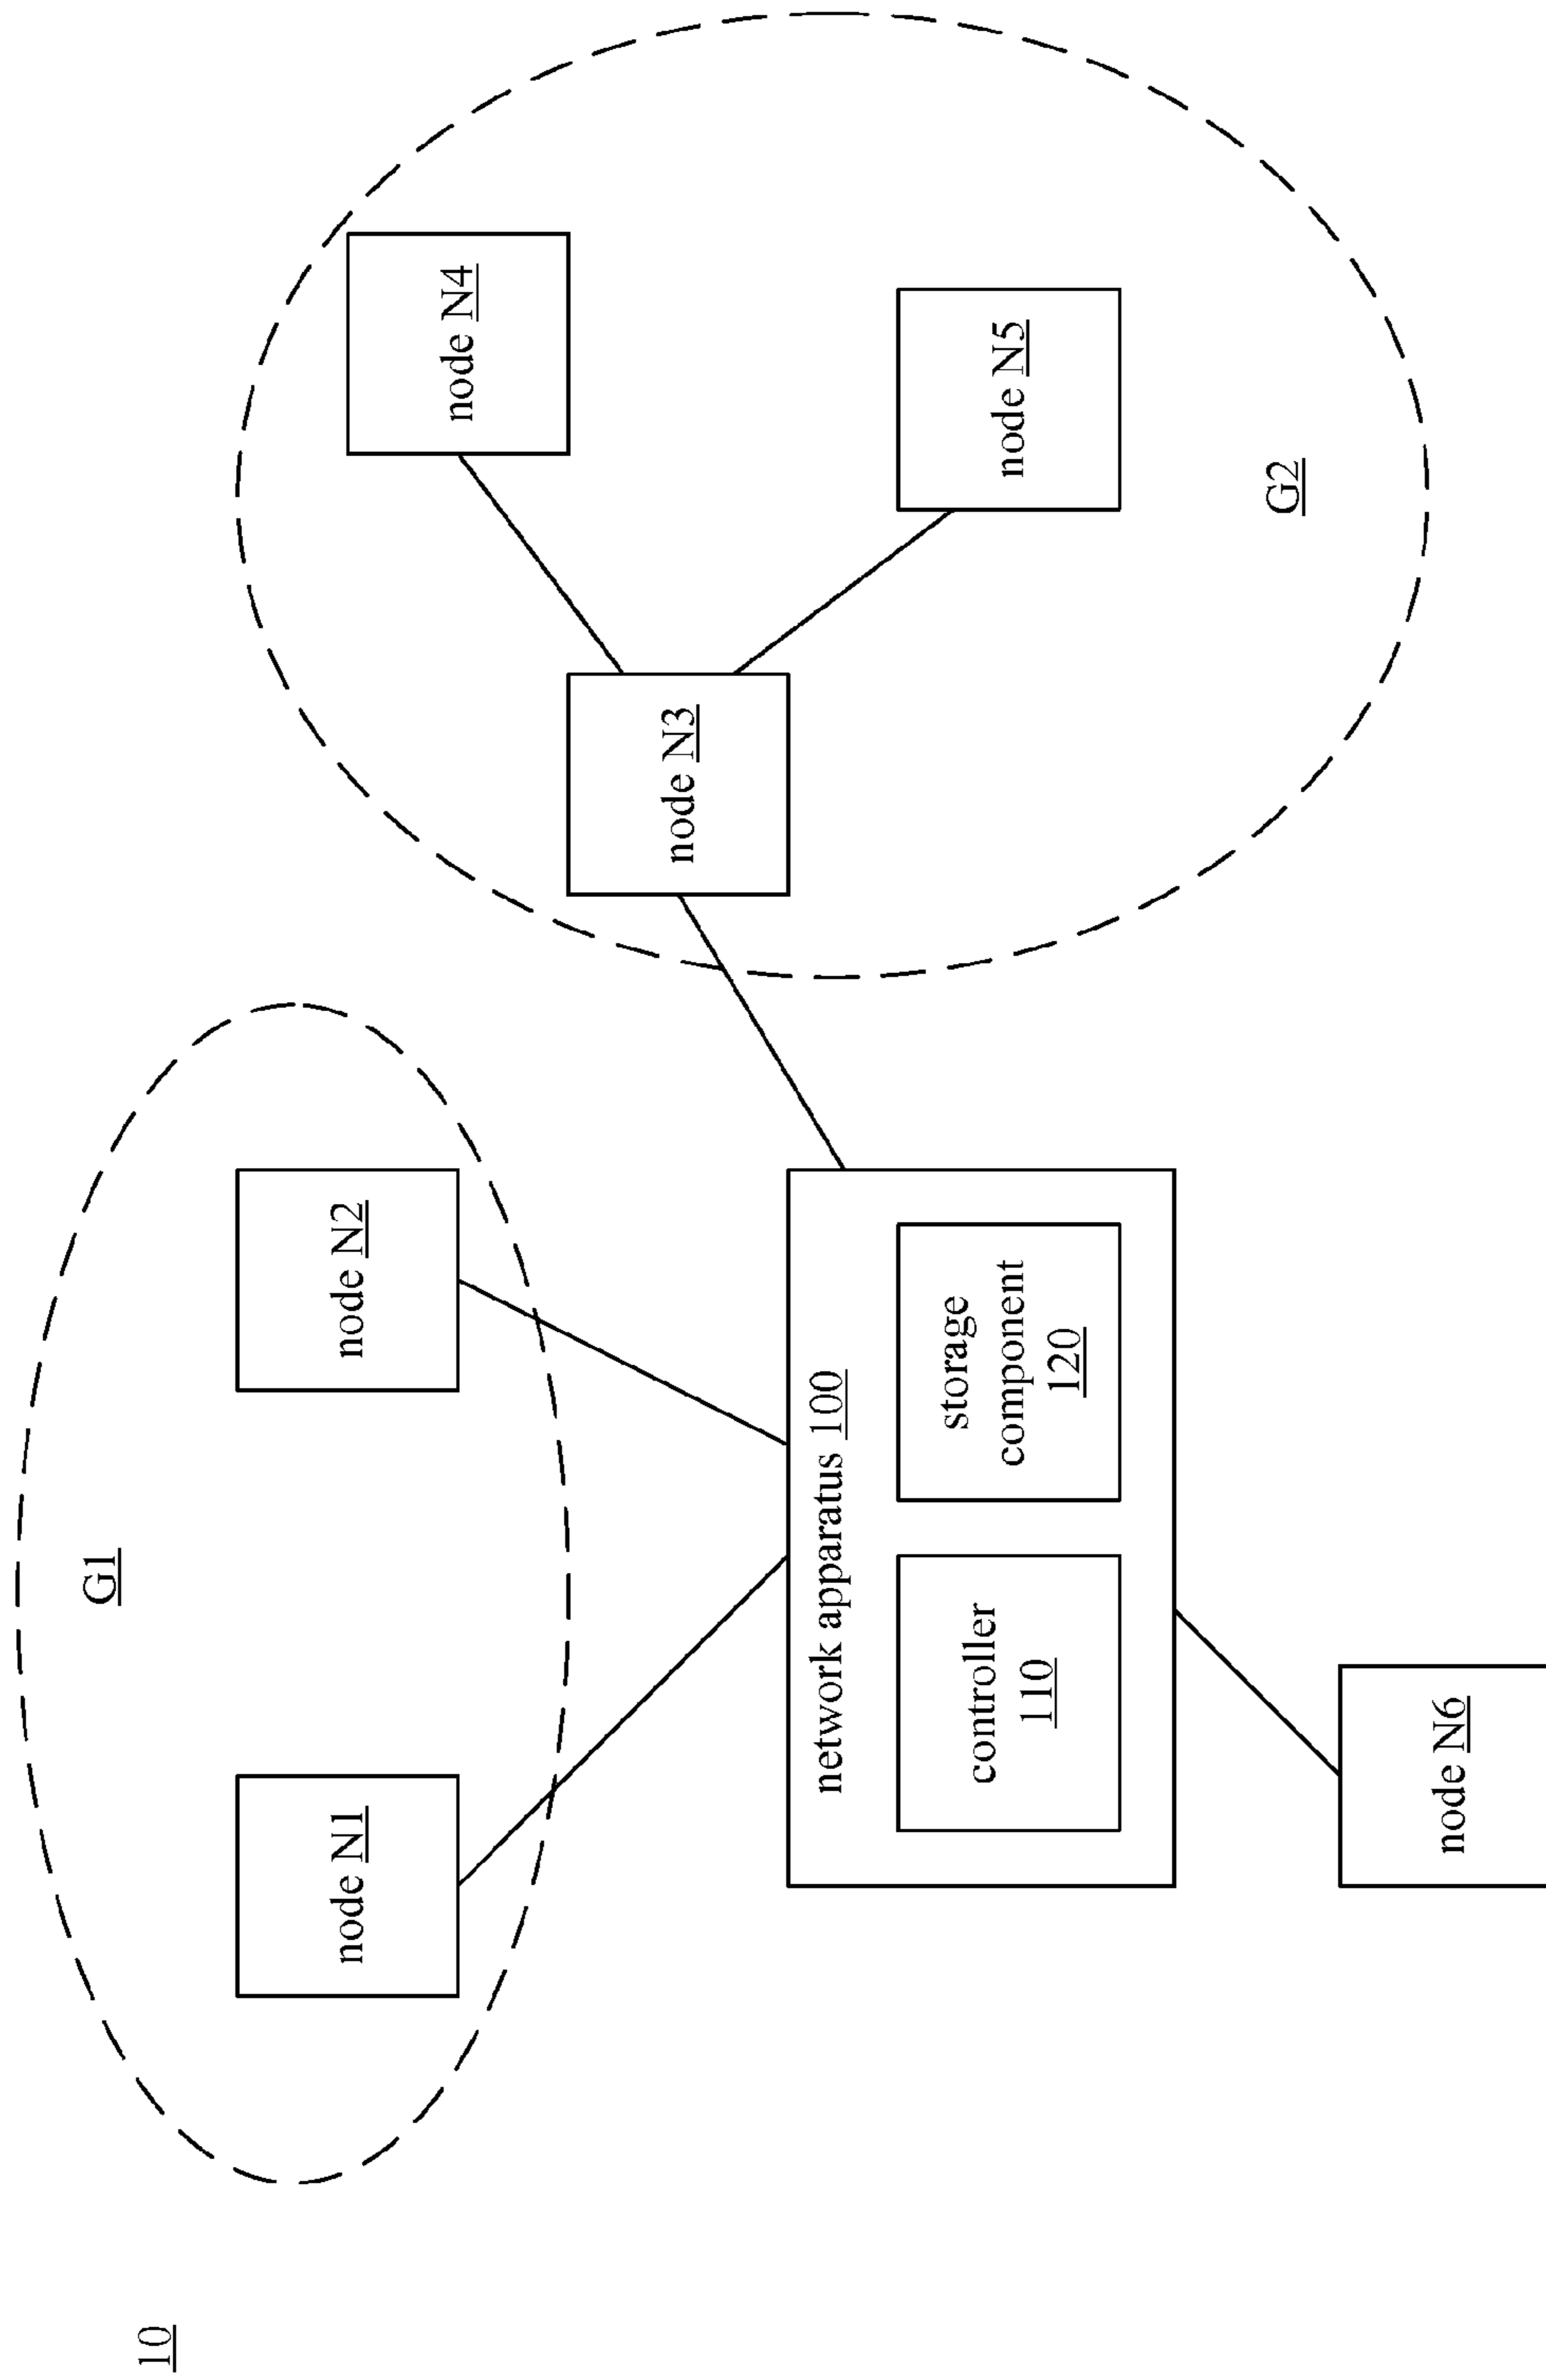 10
G1
node N1
node N2
node N4
node N3
node N5
G2
network apparatus 100
controller
110
storage
component
120
node N6